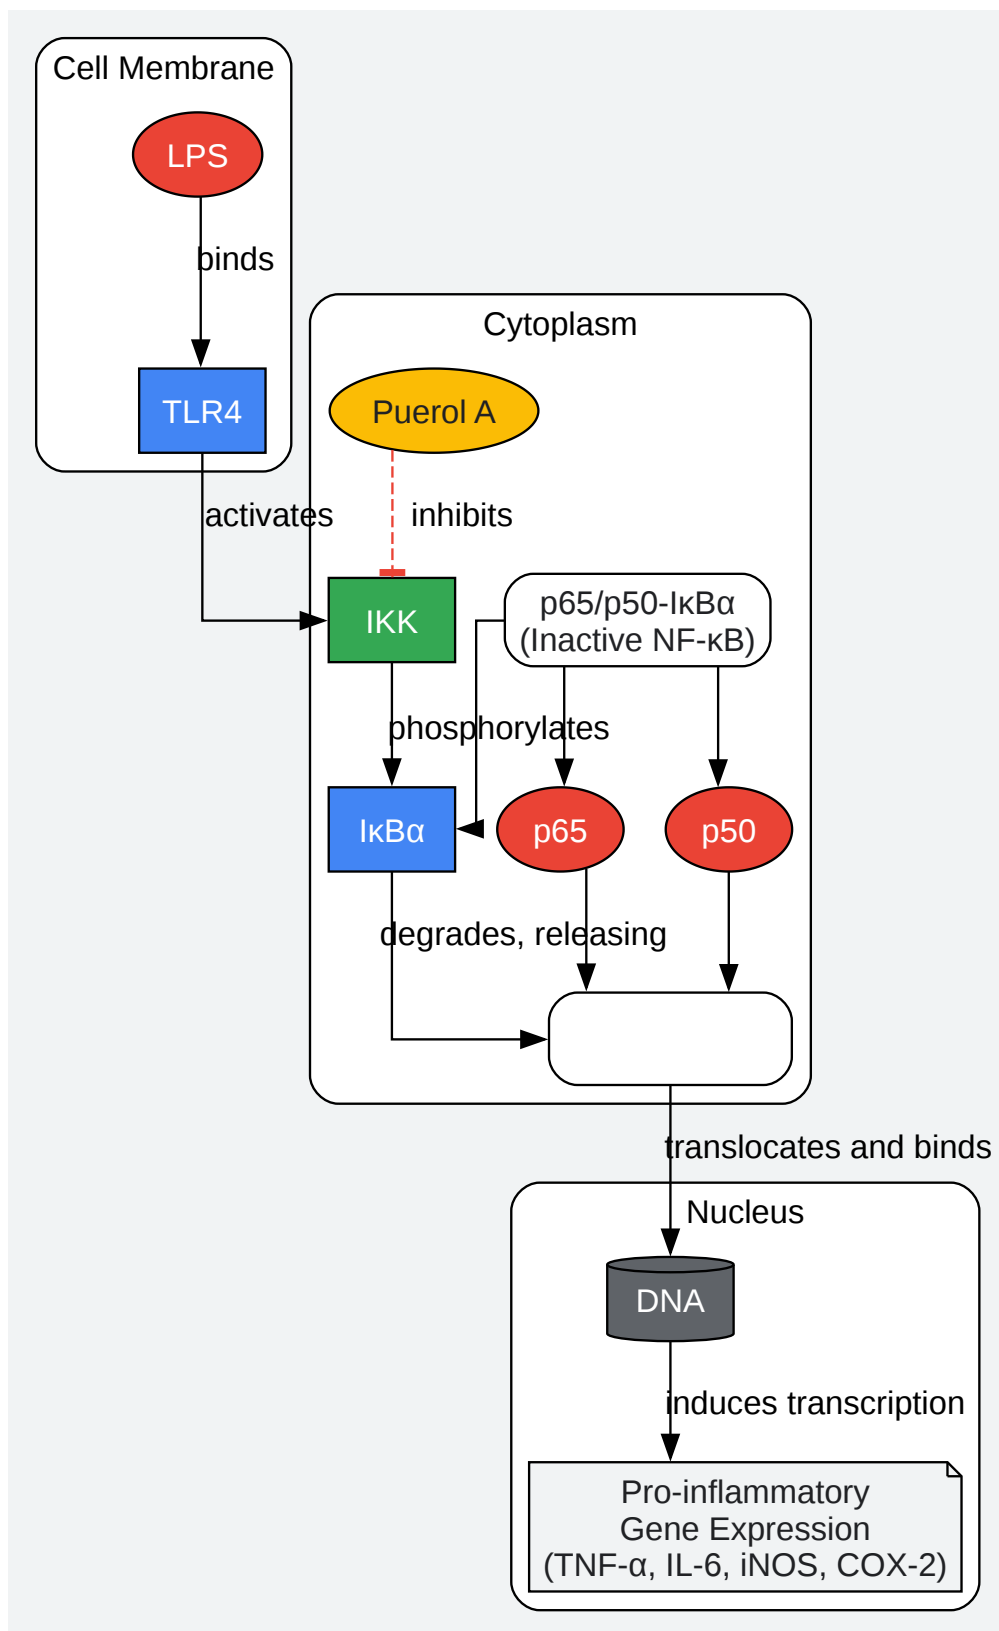 Cell Membrane
LPS
binds
TLR4
activates
Cytoplasm
Puerol A
inhibits
IKK
p65/p50-IκBα
(Inactive NF-κB)
phosphorylates
IκBα
p65
p50
degrades, releasing
translocates and binds
Nucleus
DNA
induces transcription
Pro-inflammatory
Gene Expression
(TNF-α, IL-6, iNOS, COX-2)